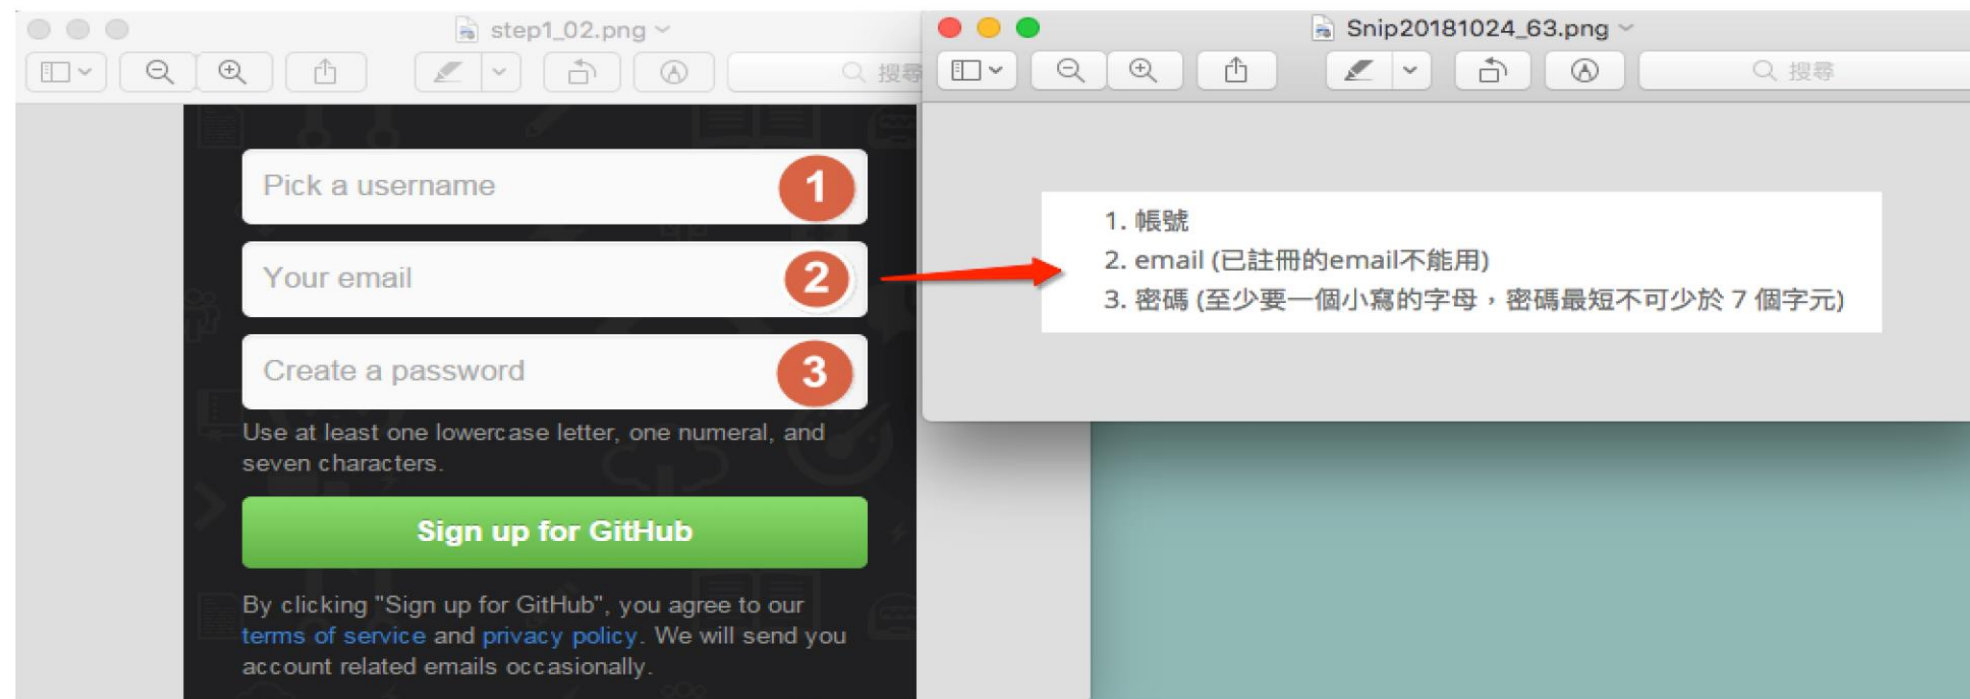 step1_02.png
搜尋
Pick a username
1
Your email
2
Create a password
3
Use at least one lowercase letter, one numeral, and
seven characters.
Sign up for GitHub
By clicking "Sign up for GitHub", you agree to our
terms of service and privacy policy. We will send you
account related emails occasionally.
Snip20181024_63.png
搜尋
1. 帳號
2. email (已註冊的email不能用)
3. 密碼 (至少要一個小寫的字母，密碼最短不可少於 7 個字元)